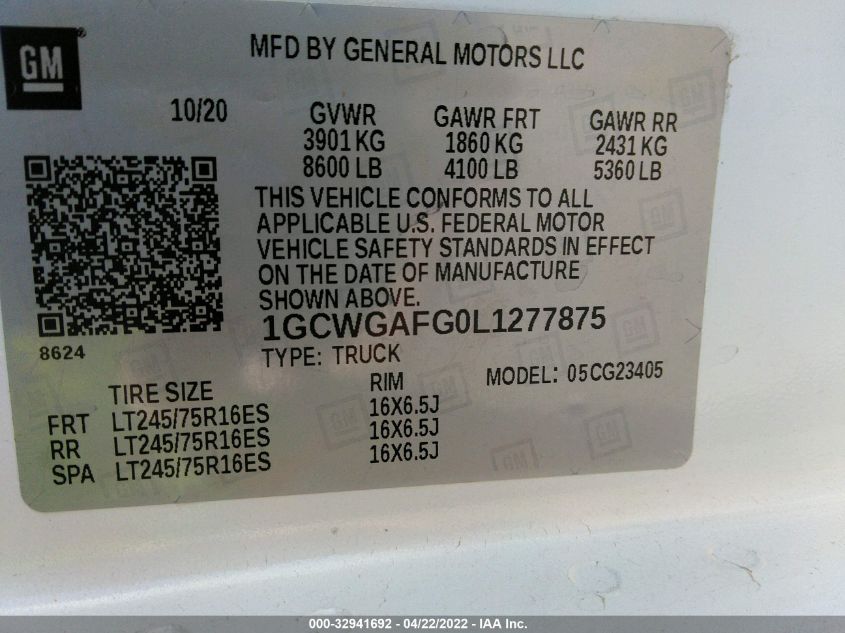 GM
MFD BY GENERAL MOTORS LLC
10/20 GVWR GAWR FRT GAWR RR
3901 KG 1860 KG 2431 KG
8600 LB 4100 LB 5360 LB
THIS VEHICLE CONFORMS TO ALL
APPLICABLE U.S. FEDERAL MOTOR
VEHICLE SAFETY STANDARDS IN EFFECT
ON THE DATE OF MANUFACTURE
SHOWN ABOVE.
1GCWGAFG0L1277875
8624
TYPE: TRUCK
MODEL: 05CG23405
TIRE SIZE RIM
FRT LT245/75R16ES 16X6.5J
RR LT245/75R16ES 16X6.5J
SPA LT245/75R16ES 16X6.5J
000-32941692 - 04/22/2022 - IAA Inc.